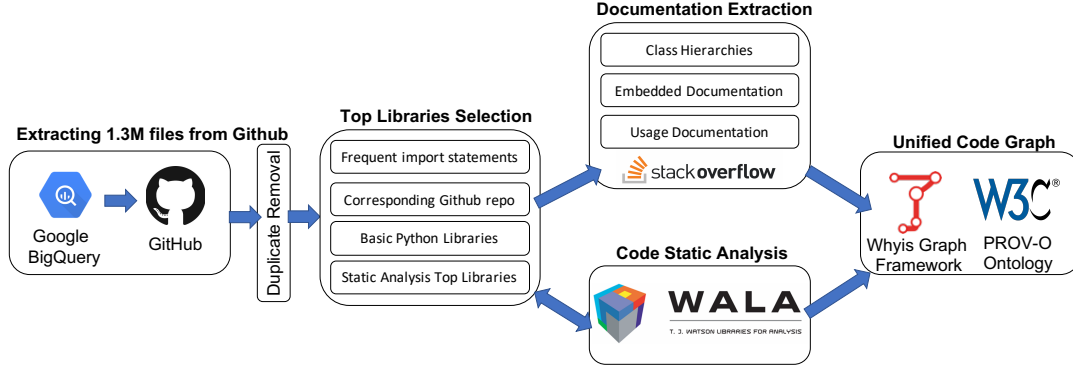 Extracting 1.3M files from Github
Google
BigQuery
GitHub
Duplicate Removal
Top Libraries Selection
Frequent import statements
Corresponding Github repo
Basic Python Libraries
Static Analysis Top Libraries
Documentation Extraction
Class Hierarchies
Embedded Documentation
Usage Documentation
stackoverflow
Code Static Analysis
WALA
T. J. WATSON LIBRARIES FOR ANALYSIS
Unified Code Graph
W3C®
Whyis Graph
Framework
PROV-O
Ontology